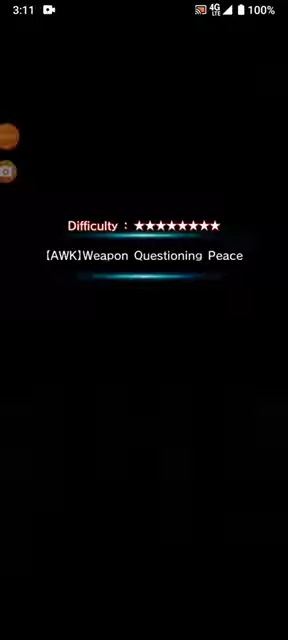 3:11 4G LTE 100%
Difficulty : ★★★★★★★★
【AWK】Weapon Questioning Peace